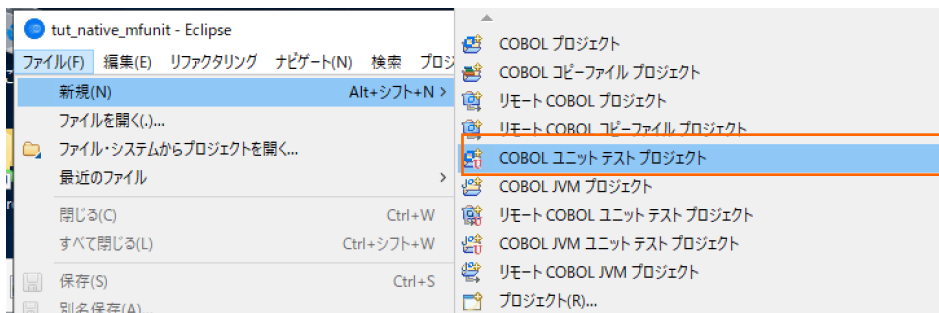 tut_native_mfunit - Eclipse
ファイル(F) 編集(E) リファクタリング ナビゲート(N) 検索 プロジ
新規(N) Alt+シフト+N >
ファイルを開く(.)...
ファイル・システムからプロジェクトを開く...
最近のファイル >
閉じる(C) Ctrl+W
すべて閉じる(L) Ctrl+シフト+W
保存(S) Ctrl+S
別名保存(A)...
COBOL プロジェクト
COBOL コピーファイル プロジェクト
リモート COBOL プロジェクト
リモート COBOL コピーファイル プロジェクト
COBOL ユニット テスト プロジェクト
COBOL JVM プロジェクト
リモート COBOL ユニット テスト プロジェクト
COBOL JVM ユニット テスト プロジェクト
リモート COBOL JVM プロジェクト
プロジェクト(R)...